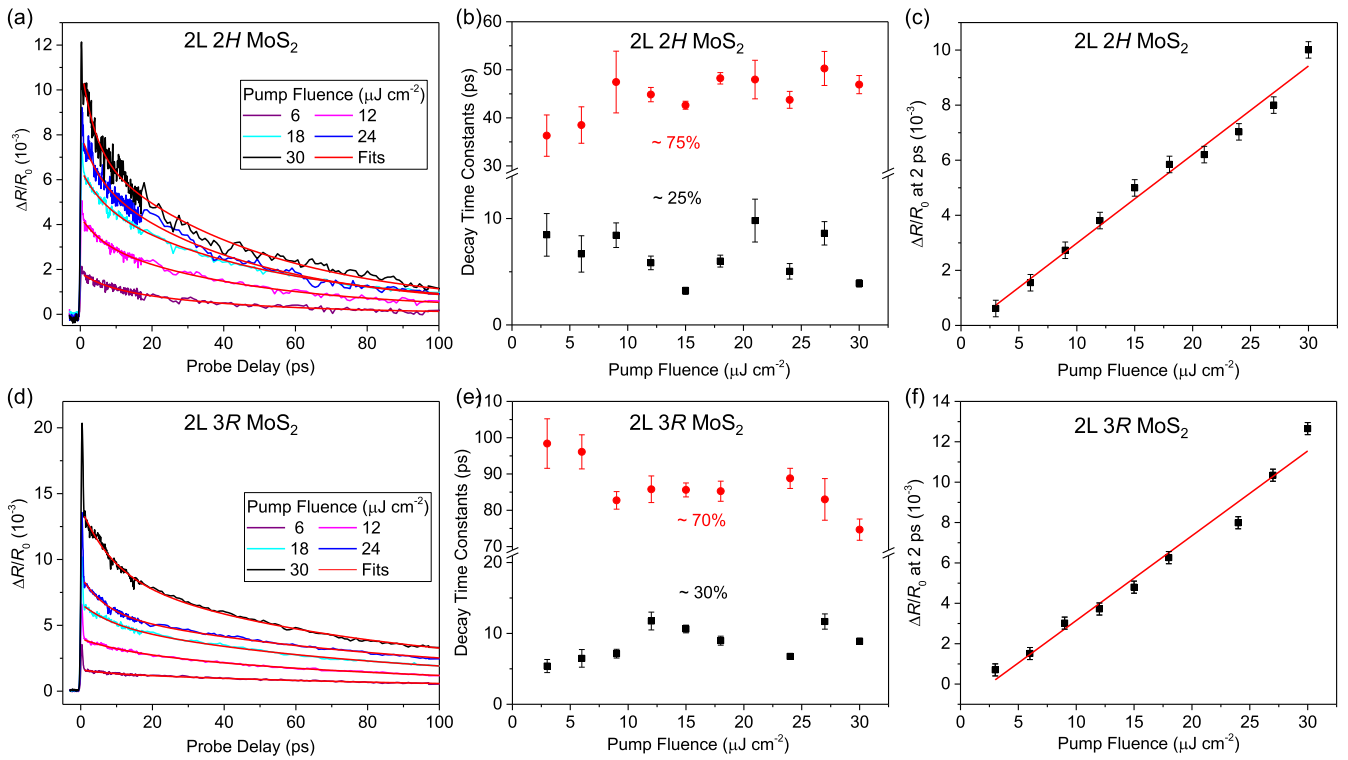 (a)
2L 2H MoS₂
Pump Fluence (μJ cm⁻²)
6 12
18 24
30 Fits
ΔR/R₀ (10⁻³)
12
10
8
6
4
2
0
0 20 40 60 80 100
Probe Delay (ps)
(b)
2L 2H MoS₂
Decay Time Constants (ps)
60
50
40
30
10
0
~ 75%
~ 25%
0 5 10 15 20 25 30
Pump Fluence (μJ cm⁻²)
(c)
2L 2H MoS₂
ΔR/R₀ at 2 ps (10⁻³)
10
8
6
4
2
0
0 5 10 15 20 25 30
Pump Fluence (μJ cm⁻²)
(d)
2L 3R MoS₂
Pump Fluence (μJ cm⁻²)
6 12
18 24
30 Fits
ΔR/R₀ (10⁻³)
20
15
10
5
0
0 20 40 60 80 100
Probe Delay (ps)
(e)
2L 3R MoS₂
Decay Time Constants (ps)
110
100
90
80
70
20
10
0
~ 70%
~ 30%
0 5 10 15 20 25 30
Pump Fluence (μJ cm⁻²)
(f)
2L 3R MoS₂
ΔR/R₀ at 2 ps (10⁻³)
14
12
10
8
6
4
2
0
0 5 10 15 20 25 30
Pump Fluence (μJ cm⁻²)